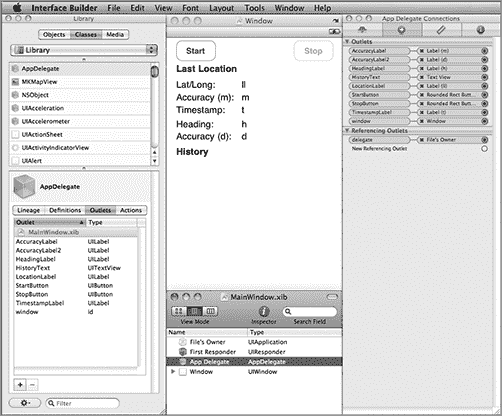 Interface Builder File Edit View Font Layout Tools Window Help
Library
Objects Classes Media
Library
AppDelegate
MKMapView
NSObject
UIAcceleration
UIAccelerometer
UIActionSheet
UIActivityIndicatorView
UIAlert
AppDelegate
Lineage Definitions Outlets Actions
Outlet Type
MainWindow.xib
AccuracyLabel UILabel
AccuracyLabel2 UILabel
HeadingLabel UILabel
HistoryText UITextView
LocationLabel UILabel
StartButton UIButton
StopButton UIButton
TimestampLabel UILabel
window id
Filter
Window
Start Stop
Last Location
Lat/Long: ll
Accuracy (m): m
Timestamp: t
Heading: h
Accuracy (d): d
History
MainWindow.xib
View Mode Inspector Search Field
Name Type
File's Owner UIApplication
First Responder UIResponder
App Delegate AppDelegate
Window UIWindow
App Delegate Connections
Outlets
AccuracyLabel Label (m)
AccuracyLabel2 Label (d)
HeadingLabel Label (h)
HistoryText Text View
LocationLabel Label (ll)
StartButton Rounded Rect Butt...
StopButton Rounded Rect Butt...
TimestampLabel Label (t)
window Window
Referencing Outlets
delegate File's Owner
New Referencing Outlet